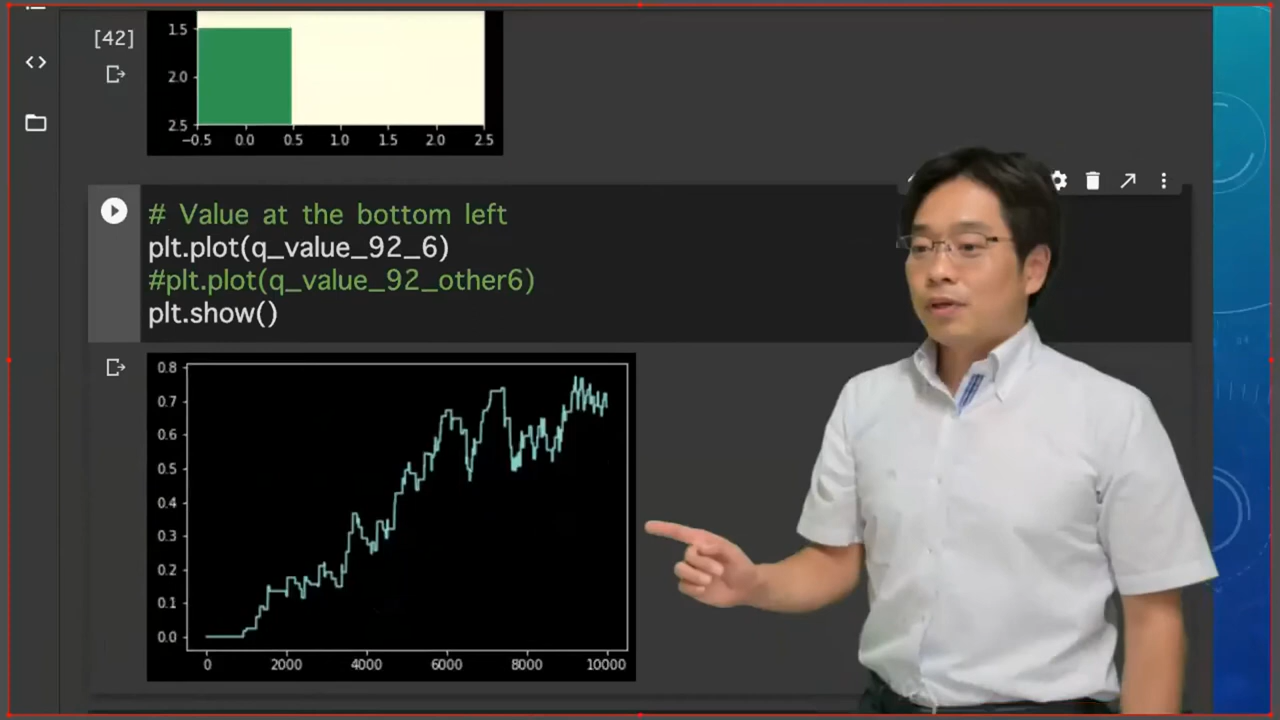 [42]
1.5
2.0
2.5
−0.5 0.0 0.5 1.0 1.5 2.0 2.5
# Value at the bottom left
plt.plot(q_value_92_6)
#plt.plot(q_value_92_other6)
plt.show()
0.8
0.7
0.6
0.5
0.4
0.3
0.2
0.1
0.0
0 2000 4000 6000 8000 10000